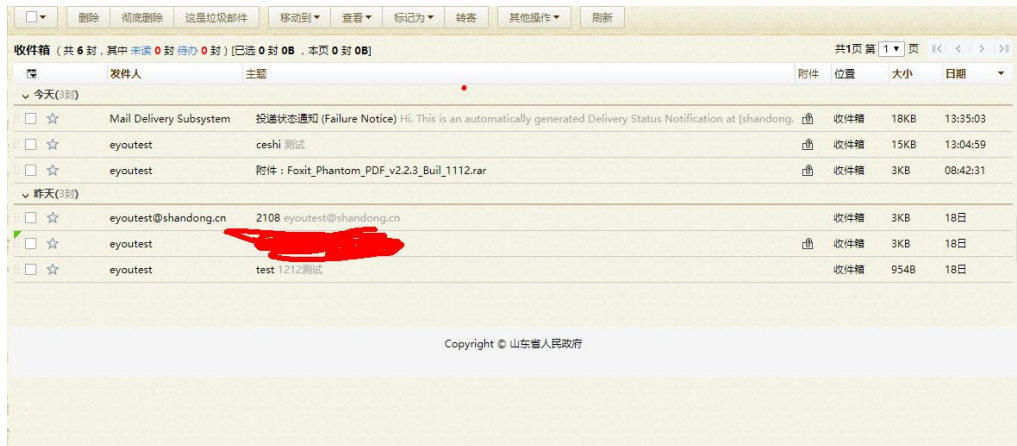 删除 彻底删除 这是垃圾邮件 移动到 查看 标记为 转寄 其他操作 刷新
收件箱 (共 6 封，其中 未读 0 封 待办 0 封) [已选 0 封 0B ，本页 0 封 0B] 共1页 第 1 页
发件人 主题 附件 位置 大小 日期
今天(3封)
Mail Delivery Subsystem 投递状态通知 (Failure Notice) Hi. This is an automatically generated Delivery Status Notification at [shandong. 收件箱 18KB 13:35:03
eyoutest ceshi 测试 收件箱 15KB 13:04:59
eyoutest 附件：Foxit_Phantom_PDF_v2.2.3_Buil_1112.rar 收件箱 3KB 08:42:31
昨天(3封)
eyoutest@shandong.cn 2108 eyoutest@shandong.cn 收件箱 3KB 18日
eyoutest 收件箱 3KB 18日
eyoutest test 1212测试 收件箱 954B 18日
Copyright © 山东省人民政府